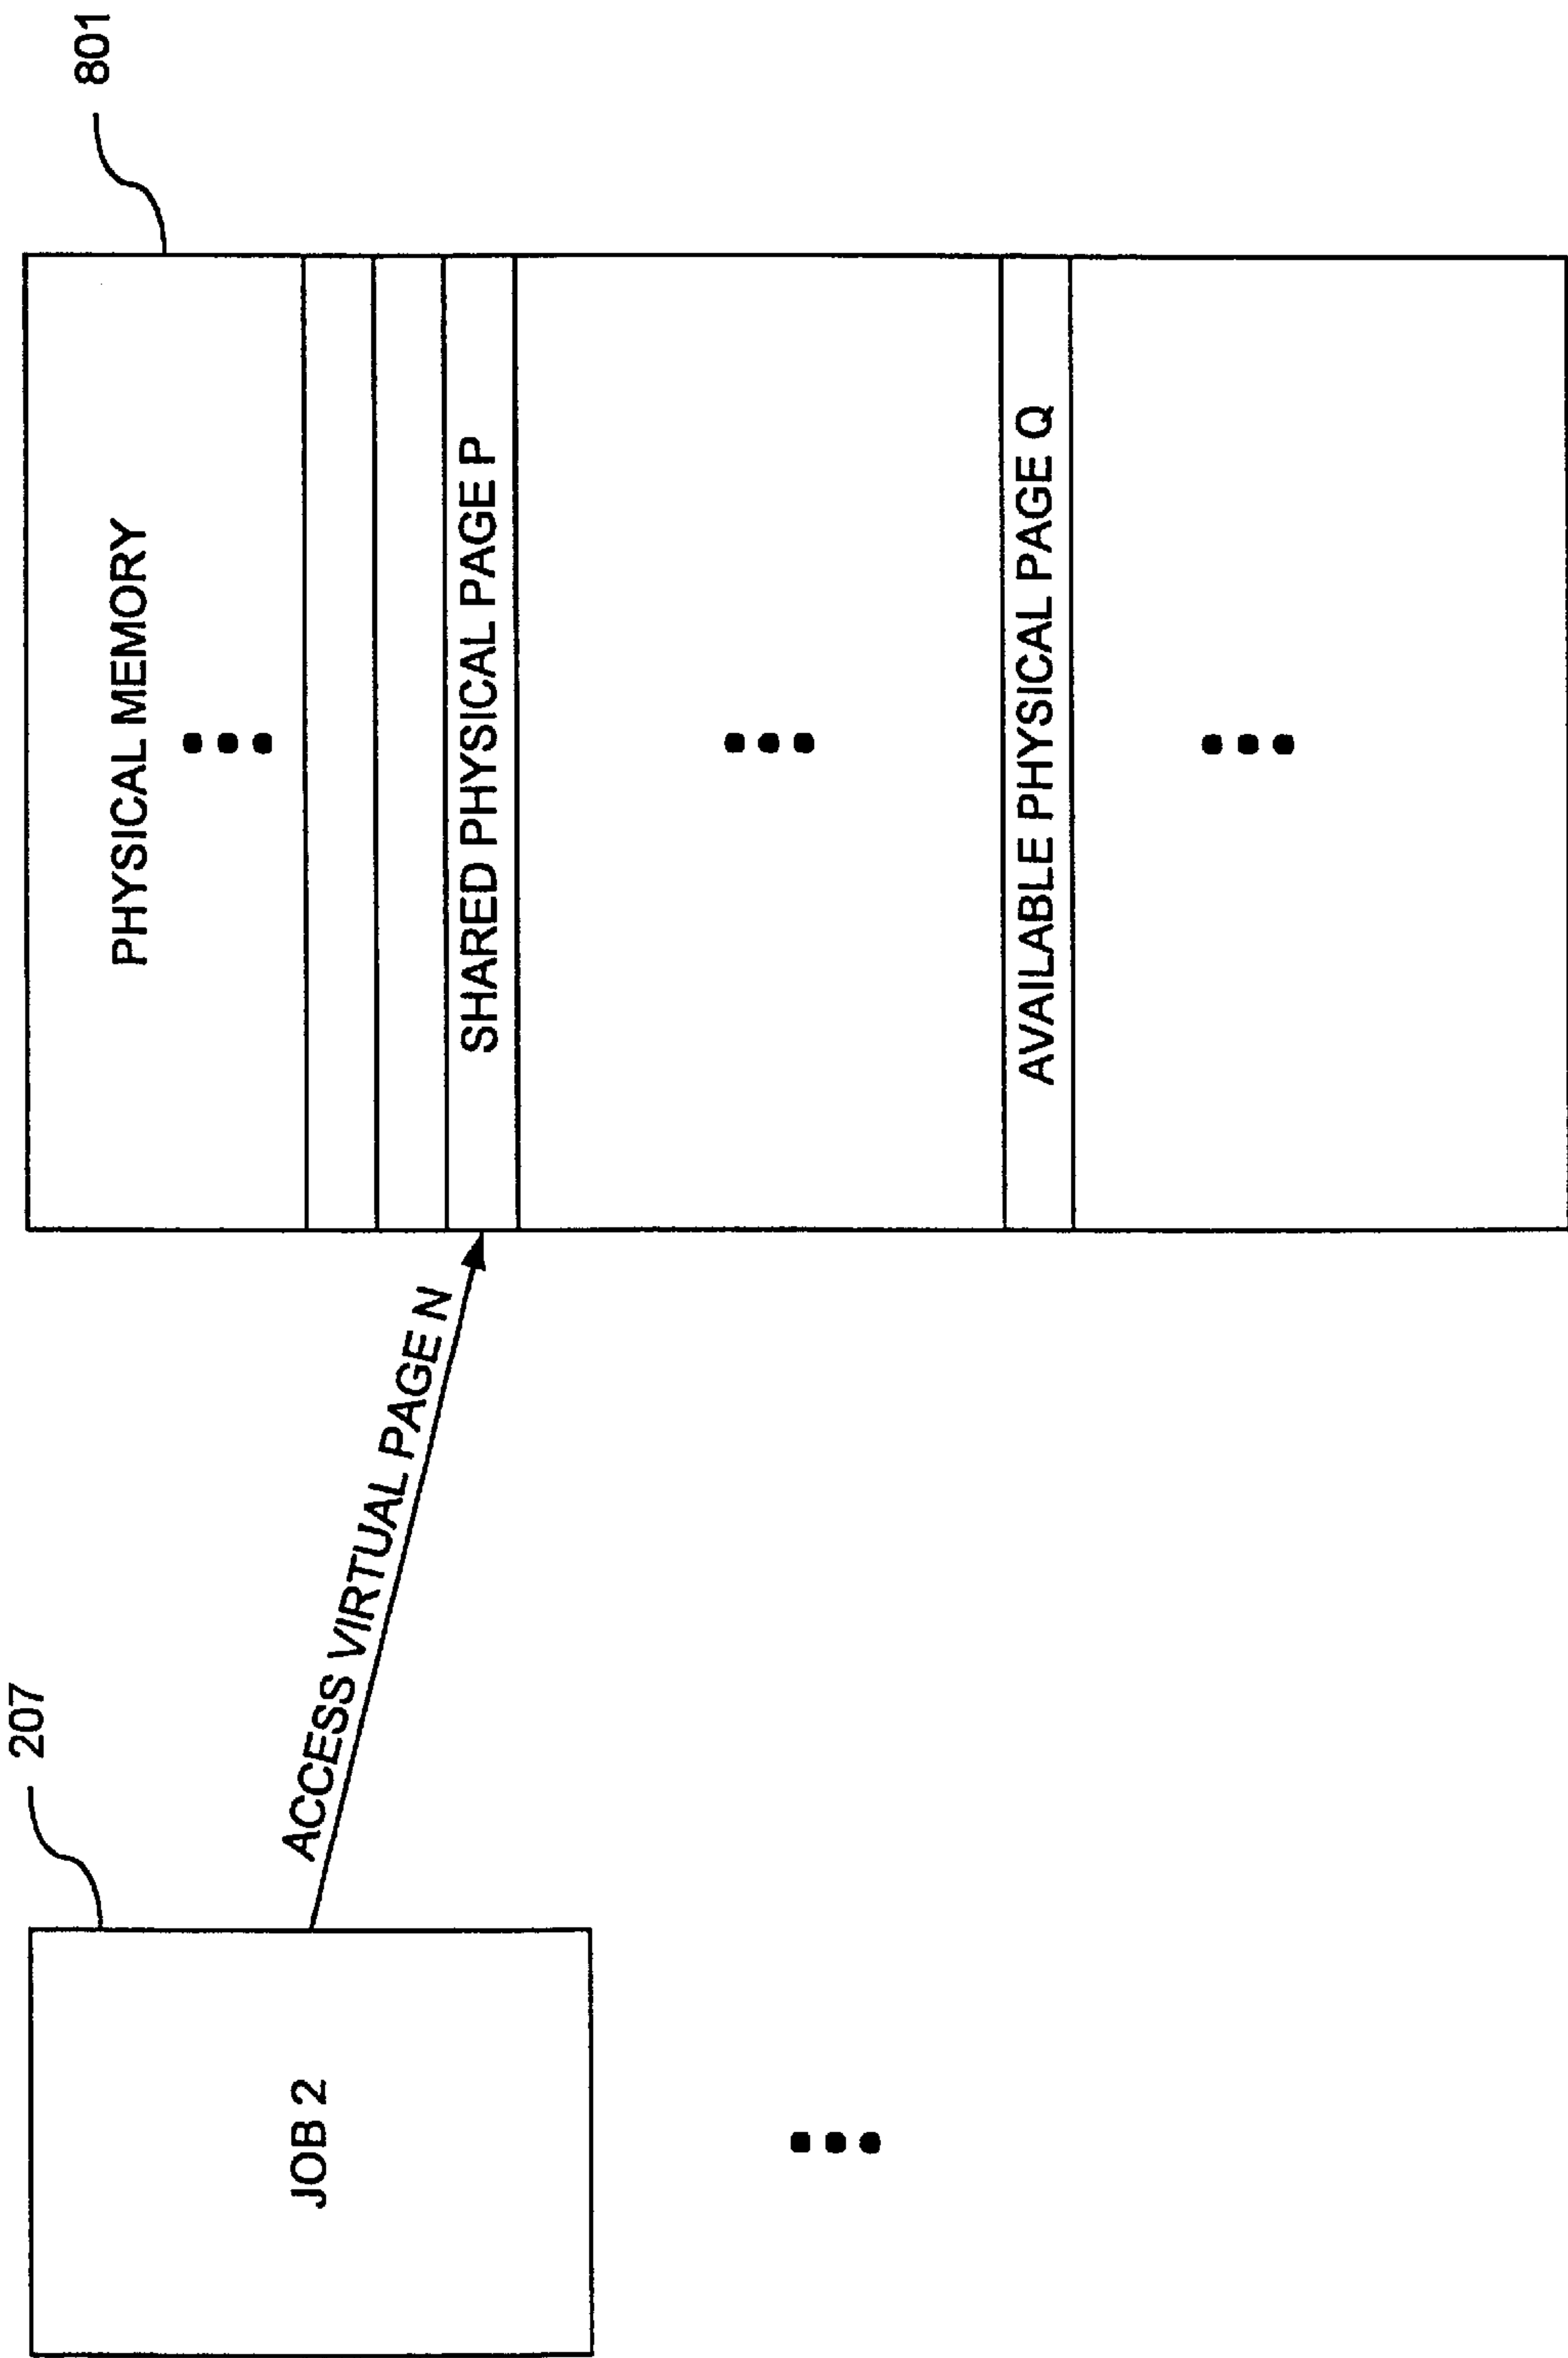 207
JOB 2
ACCESS VIRTUAL PAGE N
801
PHYSICAL MEMORY
SHARED PHYSICAL PAGE P
AVAILABLE PHYSICAL PAGE Q